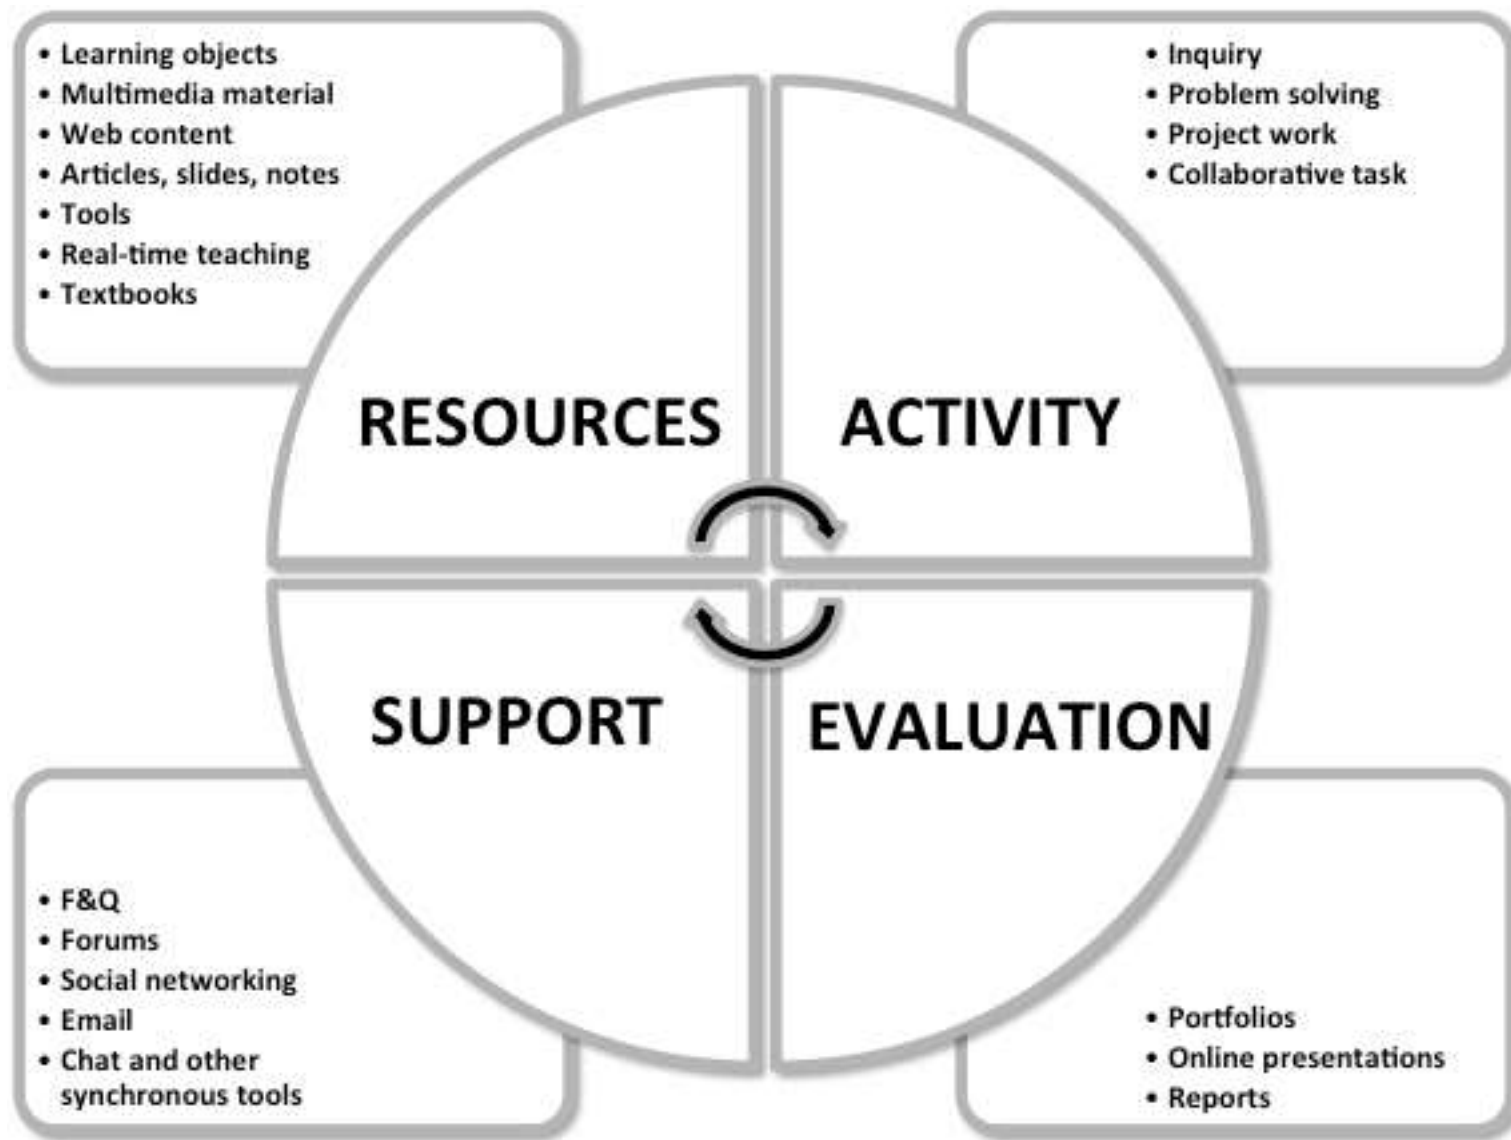 • Learning objects
• Multimedia material
• Web content
• Articles, slides, notes
• Tools
• Real-time teaching
• Textbooks
• Inquiry
• Problem solving
• Project work
• Collaborative task
RESOURCES
ACTIVITY
SUPPORT
EVALUATION
• F&Q
• Forums
• Social networking
• Email
• Chat and other
synchronous tools
• Portfolios
• Online presentations
• Reports